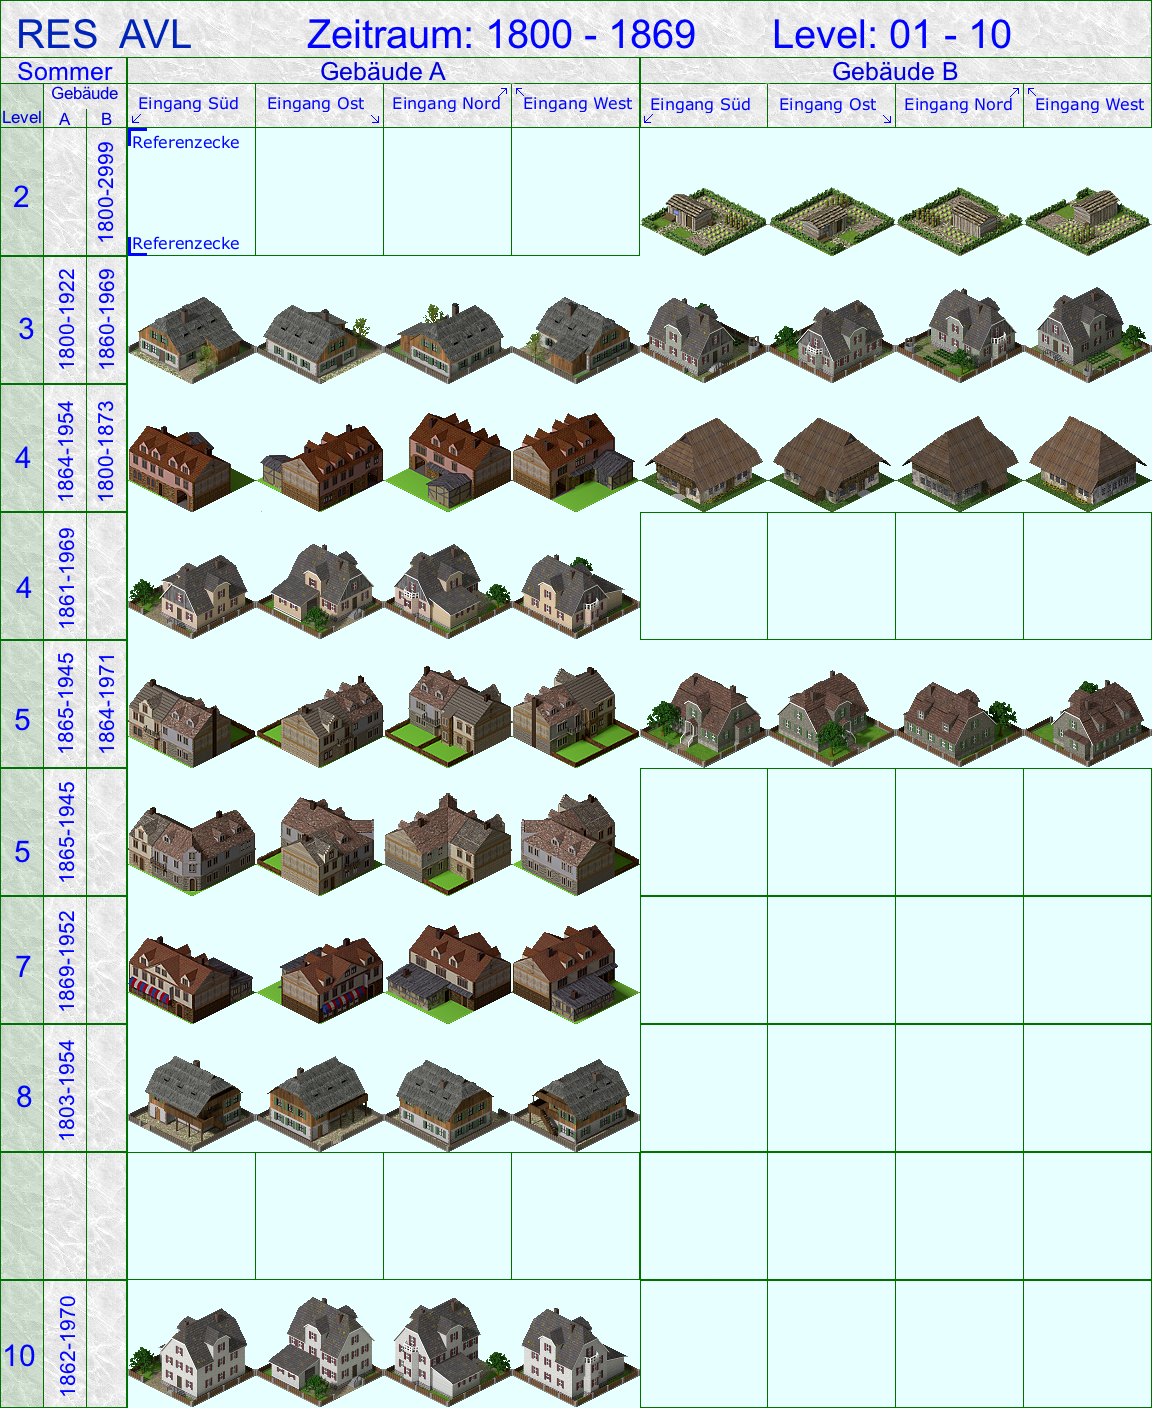 RES AVL Zeitraum: 1800 - 1869 Level: 01 - 10
Sommer Gebäude A Gebäude B
Gebäude
Level A B
Eingang Süd Eingang Ost Eingang Nord Eingang West Eingang Süd Eingang Ost Eingang Nord Eingang West
2 1800-2999
Referenzecke
Referenzecke
3 1800-1922 1860-1969
4 1864-1954 1800-1873
4 1861-1969
5 1865-1945 1864-1971
5 1865-1945
7 1869-1952
8 1803-1954
10 1862-1970